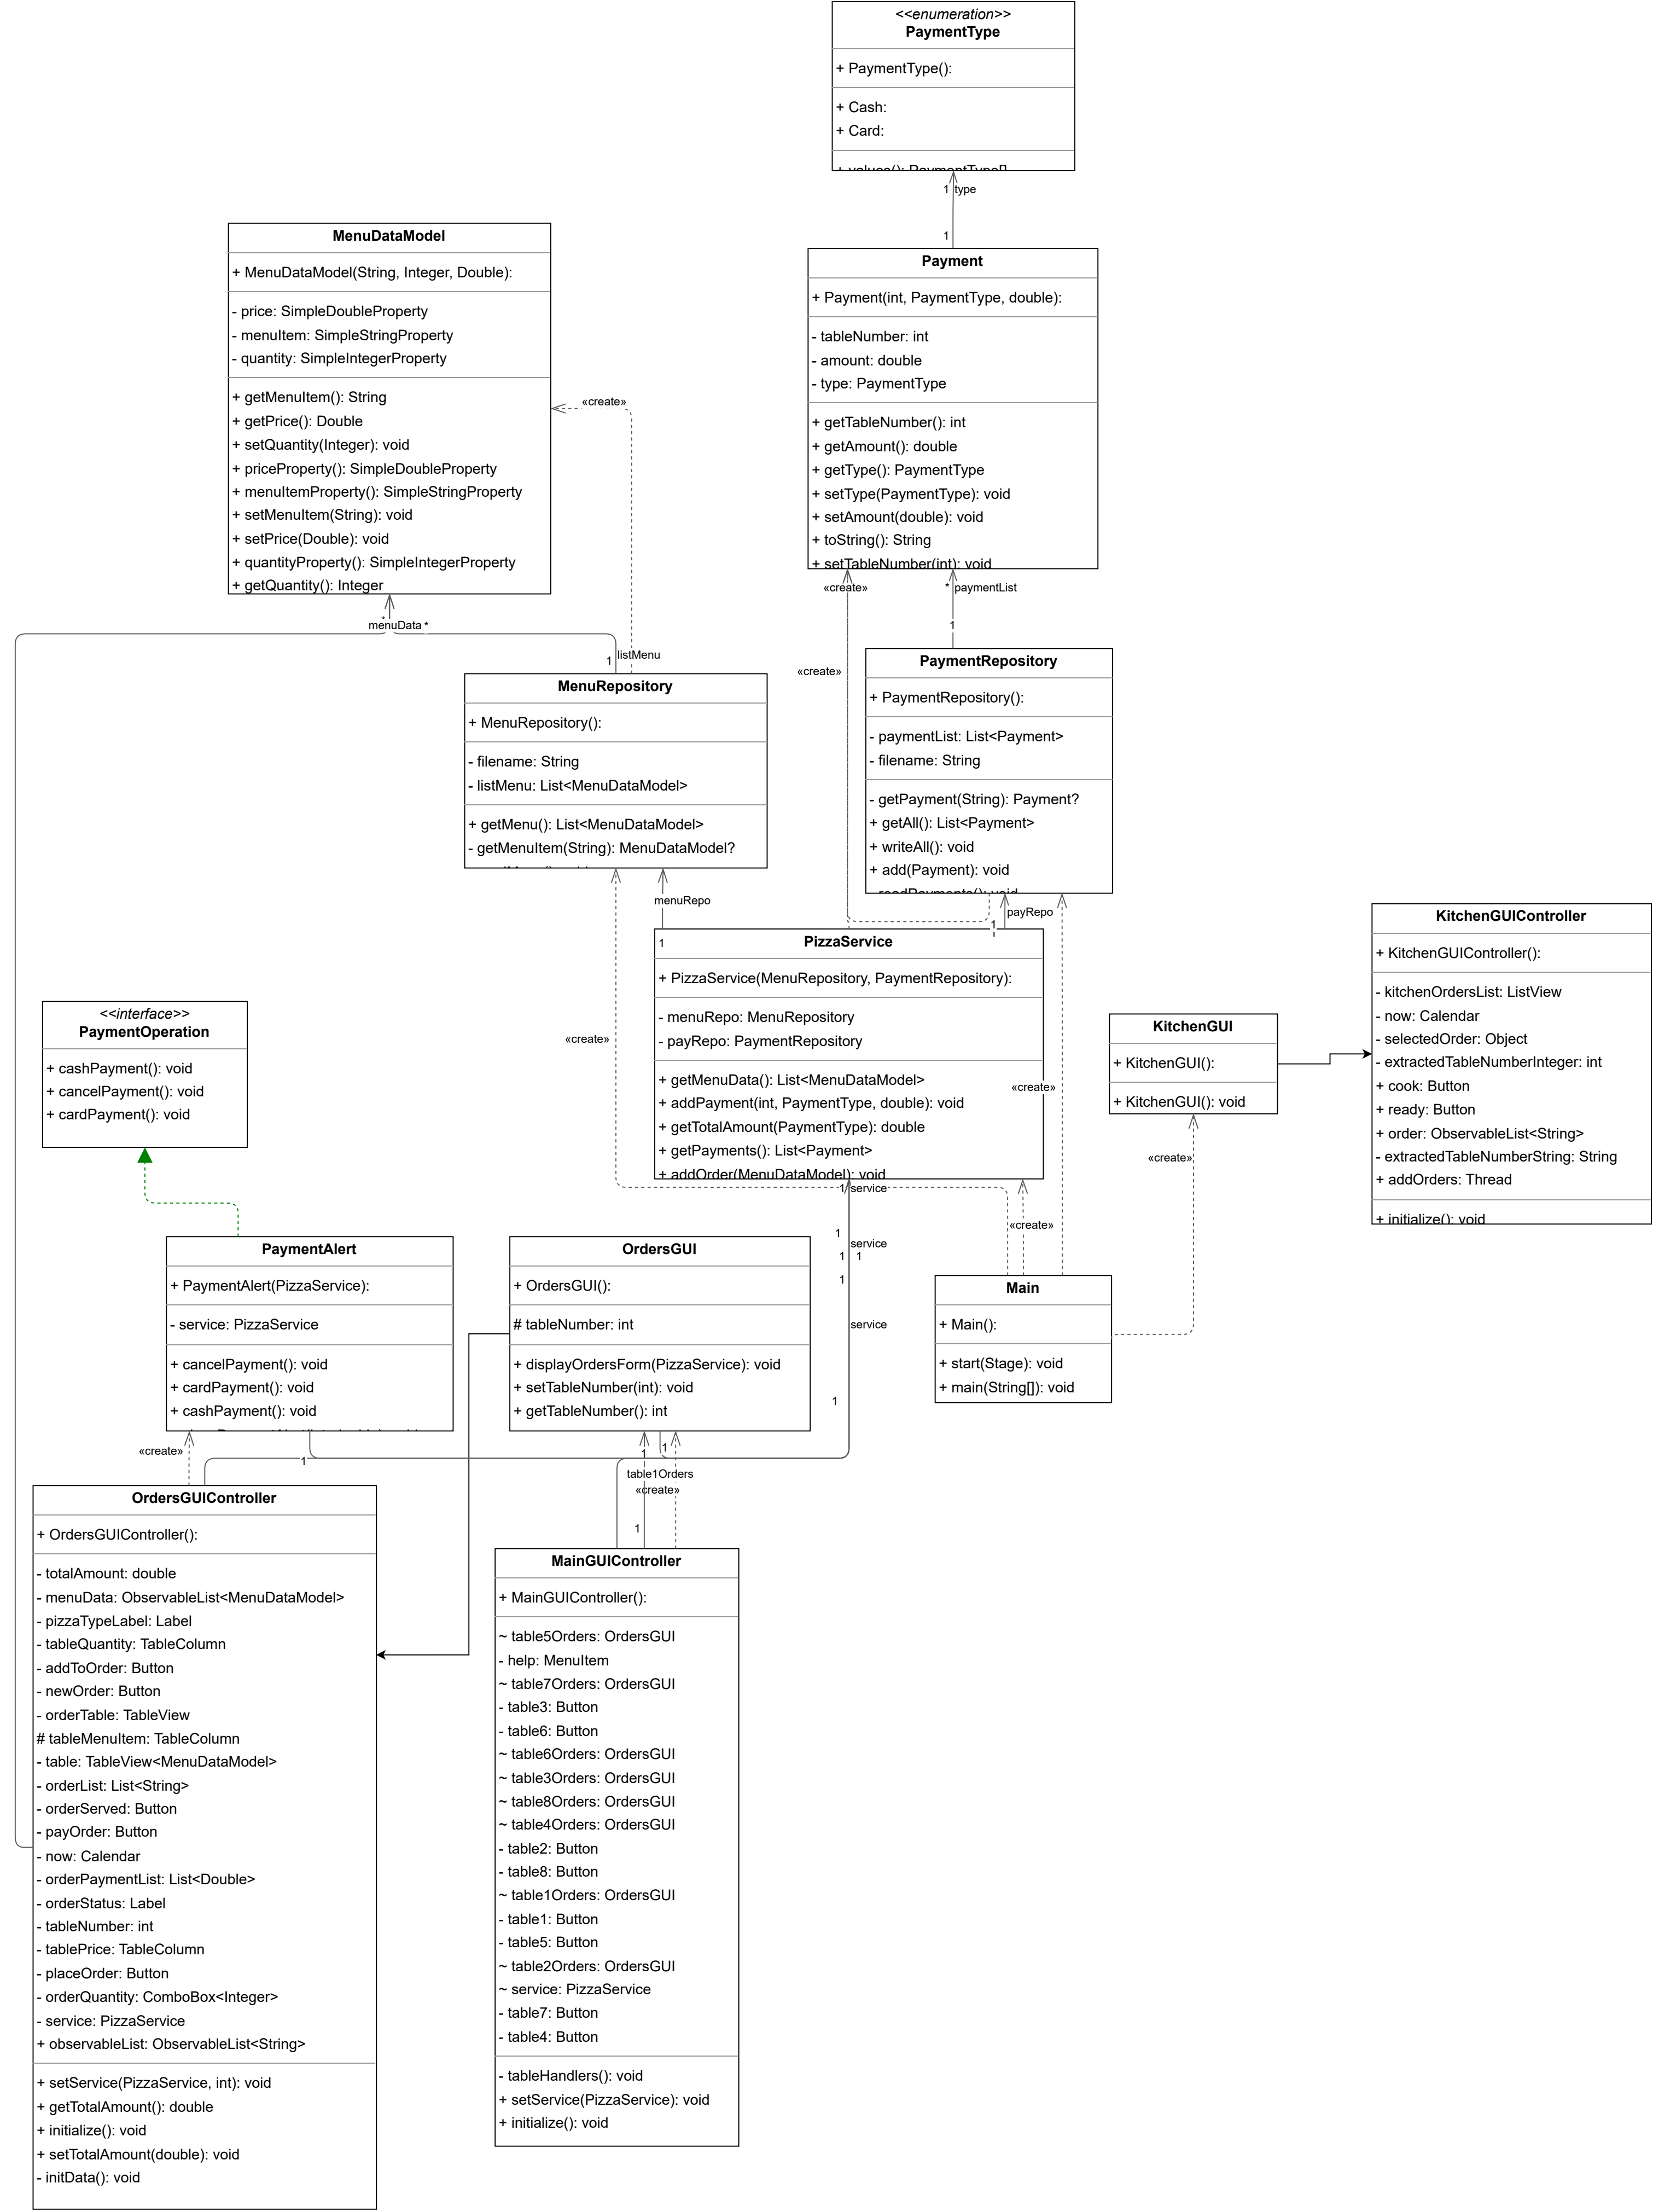 <<enumeration>>
PaymentType
+ PaymentType():
+ Cash:
+ Card:
+ values(): PaymentType[]
1 type
1
MenuDataModel
+ MenuDataModel(String, Integer, Double):
- price: SimpleDoubleProperty
- menuItem: SimpleStringProperty
- quantity: SimpleIntegerProperty
+ getMenuItem(): String
+ getPrice(): Double
+ setQuantity(Integer): void
+ priceProperty(): SimpleDoubleProperty
+ menuItemProperty(): SimpleStringProperty
+ setMenuItem(String): void
+ setPrice(Double): void
+ quantityProperty(): SimpleIntegerProperty
+ getQuantity(): Integer
Payment
+ Payment(int, PaymentType, double):
- tableNumber: int
- amount: double
- type: PaymentType
+ getTableNumber(): int
+ getAmount(): double
+ getType(): PaymentType
+ setType(PaymentType): void
+ setAmount(double): void
+ toString(): String
+ setTableNumber(int): void
«create»
«create»
* paymentList
1
«create»
*
menuData *
1
listMenu
MenuRepository
+ MenuRepository():
- filename: String
- listMenu: List<MenuDataModel>
+ getMenu(): List<MenuDataModel>
- getMenuItem(String): MenuDataModel?
PaymentRepository
+ PaymentRepository():
- paymentList: List<Payment>
- filename: String
- getPayment(String): Payment?
+ getAll(): List<Payment>
+ writeAll(): void
+ add(Payment): void
- readPayments(): void
menuRepo
1
payRepo
1
PizzaService
+ PizzaService(MenuRepository, PaymentRepository):
- menuRepo: MenuRepository
- payRepo: PaymentRepository
+ getMenuData(): List<MenuDataModel>
+ addPayment(int, PaymentType, double): void
+ getTotalAmount(PaymentType): double
+ getPayments(): List<Payment>
+ addOrder(MenuDataModel): void
KitchenGUIController
+ KitchenGUIController():
- kitchenOrdersList: ListView
- now: Calendar
- selectedOrder: Object
- extractedTableNumberInteger: int
+ cook: Button
+ ready: Button
+ order: ObservableList<String>
- extractedTableNumberString: String
+ addOrders: Thread
+ initialize(): void
<<interface>>
PaymentOperation
+ cashPayment(): void
+ cancelPayment(): void
+ cardPayment(): void
KitchenGUI
+ KitchenGUI():
+ KitchenGUI(): void
«create»
«create»
«create»
«create»
1 service
1
service
1 1
1
service
1
PaymentAlert
+ PaymentAlert(PizzaService):
- service: PizzaService
+ cancelPayment(): void
+ cardPayment(): void
+ cashPayment(): void
OrdersGUI
+ OrdersGUI():
# tableNumber: int
+ displayOrdersForm(PizzaService): void
+ setTableNumber(int): void
+ getTableNumber(): int
Main
+ Main():
+ start(Stage): void
+ main(String[]): void
«create»
1
1
1
table1Orders
«create»
1
OrdersGUIController
+ OrdersGUIController():
- totalAmount: double
- menuData: ObservableList<MenuDataModel>
- pizzaTypeLabel: Label
- tableQuantity: TableColumn
- addToOrder: Button
- newOrder: Button
- orderTable: TableView
# tableMenuItem: TableColumn
- table: TableView<MenuDataModel>
- orderList: List<String>
- orderServed: Button
- payOrder: Button
- now: Calendar
- orderPaymentList: List<Double>
- orderStatus: Label
- tableNumber: int
- tablePrice: TableColumn
- placeOrder: Button
- orderQuantity: ComboBox<Integer>
- service: PizzaService
+ observableList: ObservableList<String>
+ setService(PizzaService, int): void
+ getTotalAmount(): double
+ initialize(): void
+ setTotalAmount(double): void
- initData(): void
MainGUIController
+ MainGUIController():
~ table5Orders: OrdersGUI
- help: MenuItem
~ table7Orders: OrdersGUI
- table3: Button
- table6: Button
~ table6Orders: OrdersGUI
~ table3Orders: OrdersGUI
~ table8Orders: OrdersGUI
~ table4Orders: OrdersGUI
- table2: Button
- table8: Button
~ table1Orders: OrdersGUI
- table1: Button
- table5: Button
~ table2Orders: OrdersGUI
~ service: PizzaService
- table7: Button
- table4: Button
- tableHandlers(): void
+ setService(PizzaService): void
+ initialize(): void